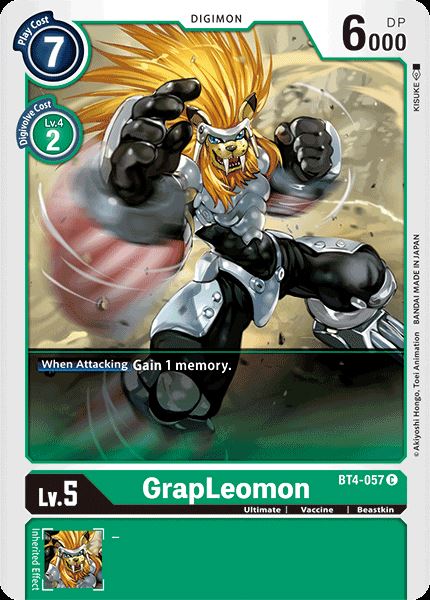 DIGIMON
Play Cost
7
6000 DP
Digivolve Cost
Lv.4
2
KISUKE
© Akiyoshi Hongo, Toei Animation BANDAI MADE IN JAPAN
When Attacking Gain 1 memory.
Lv.5
GrapLeomon
BT4-057 C
Ultimate | Vaccine | Beastkin
Inherited Effect
–